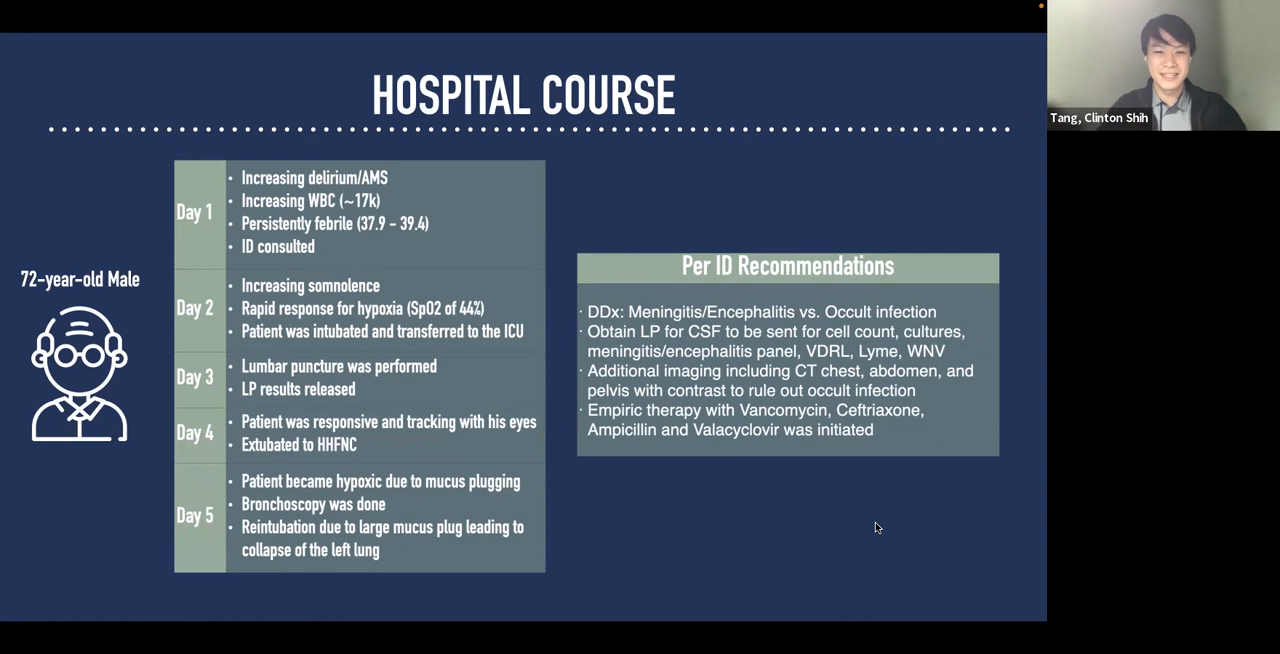 HOSPITAL COURSE
Tang, Clinton Shih
72-year-old Male
Day 1
• Increasing delirium/AMS
• Increasing WBC (~17k)
• Persistently febrile (37.9 – 39.4)
• ID consulted
Day 2
• Increasing somnolence
• Rapid response for hypoxia (SpO2 of 44%)
• Patient was intubated and transferred to the ICU
Day 3
• Lumbar puncture was performed
• LP results released
Day 4
• Patient was responsive and tracking with his eyes
• Extubated to HHFNC
Day 5
• Patient became hypoxic due to mucus plugging
• Bronchoscopy was done
• Reintubation due to large mucus plug leading to
collapse of the left lung
Per ID Recommendations
· DDx: Meningitis/Encephalitis vs. Occult infection
· Obtain LP for CSF to be sent for cell count, cultures,
meningitis/encephalitis panel, VDRL, Lyme, WNV
· Additional imaging including CT chest, abdomen, and
pelvis with contrast to rule out occult infection
· Empiric therapy with Vancomycin, Ceftriaxone,
Ampicillin and Valacyclovir was initiated